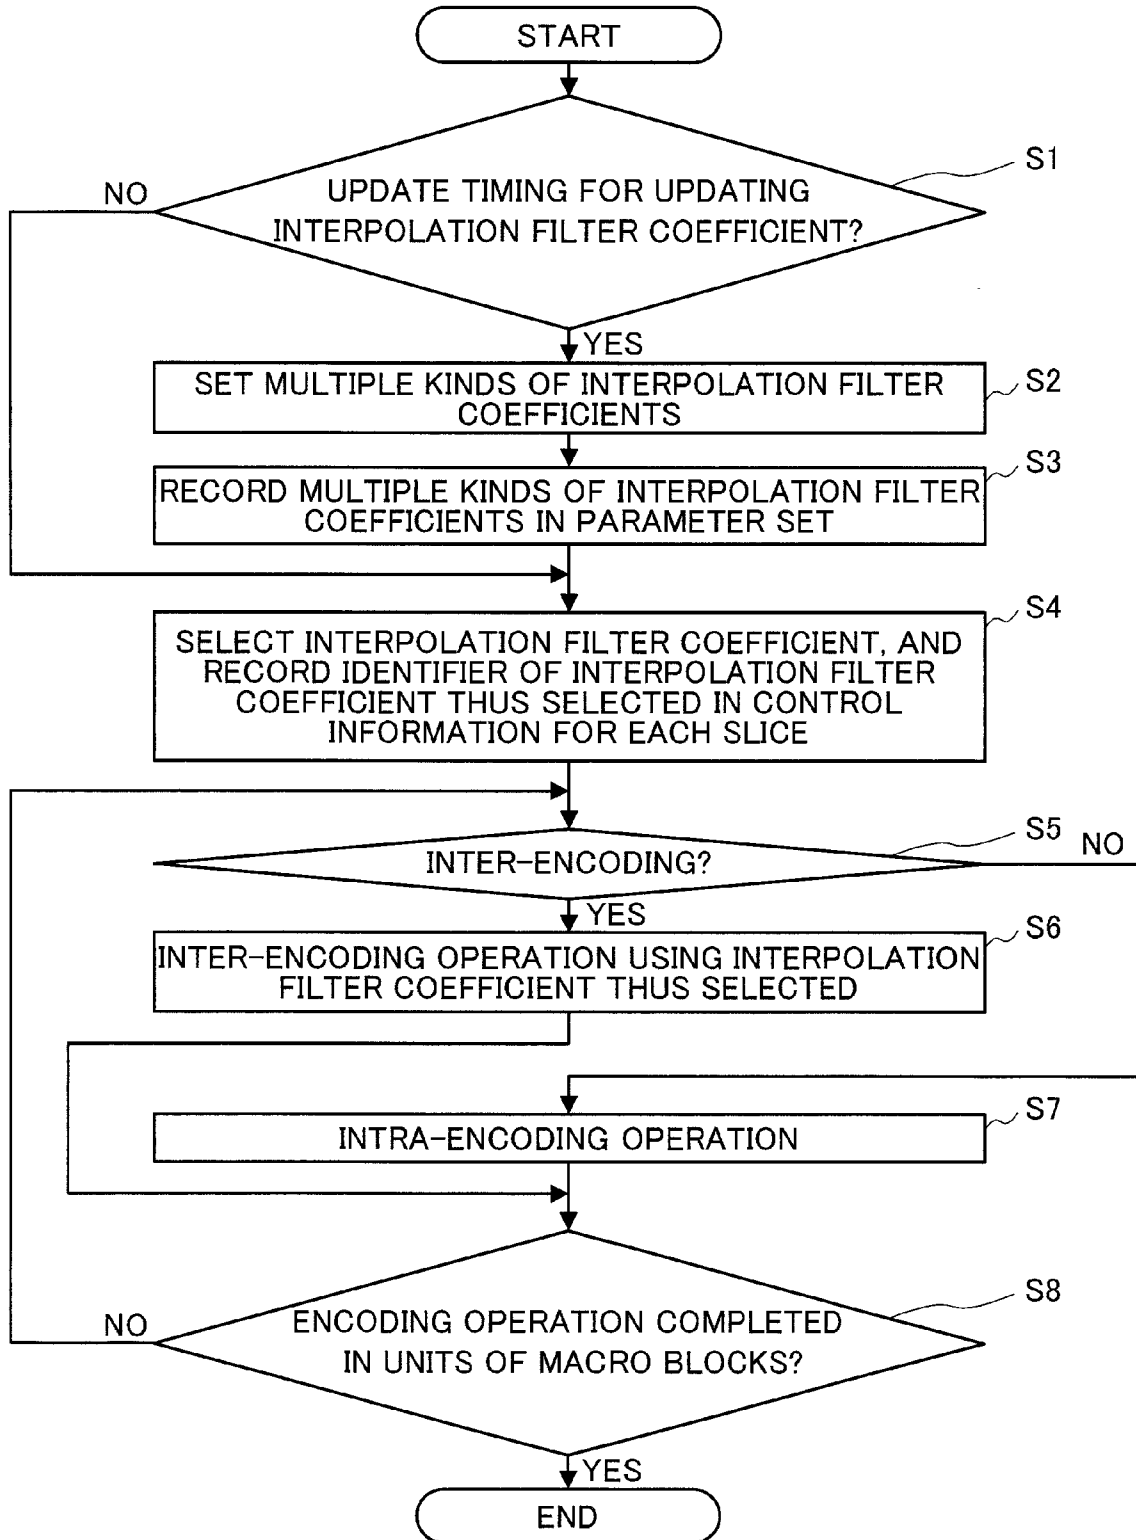 START
S1
NO
UPDATE TIMING FOR UPDATING
INTERPOLATION FILTER COEFFICIENT?
YES
S2
SET MULTIPLE KINDS OF INTERPOLATION FILTER
COEFFICIENTS
S3
RECORD MULTIPLE KINDS OF INTERPOLATION FILTER
COEFFICIENTS IN PARAMETER SET
S4
SELECT INTERPOLATION FILTER COEFFICIENT, AND
RECORD IDENTIFIER OF INTERPOLATION FILTER
COEFFICIENT THUS SELECTED IN CONTROL
INFORMATION FOR EACH SLICE
S5
NO
INTER-ENCODING?
YES
S6
INTER-ENCODING OPERATION USING INTERPOLATION
FILTER COEFFICIENT THUS SELECTED
S7
INTRA-ENCODING OPERATION
S8
NO
ENCODING OPERATION COMPLETED
IN UNITS OF MACRO BLOCKS?
YES
END